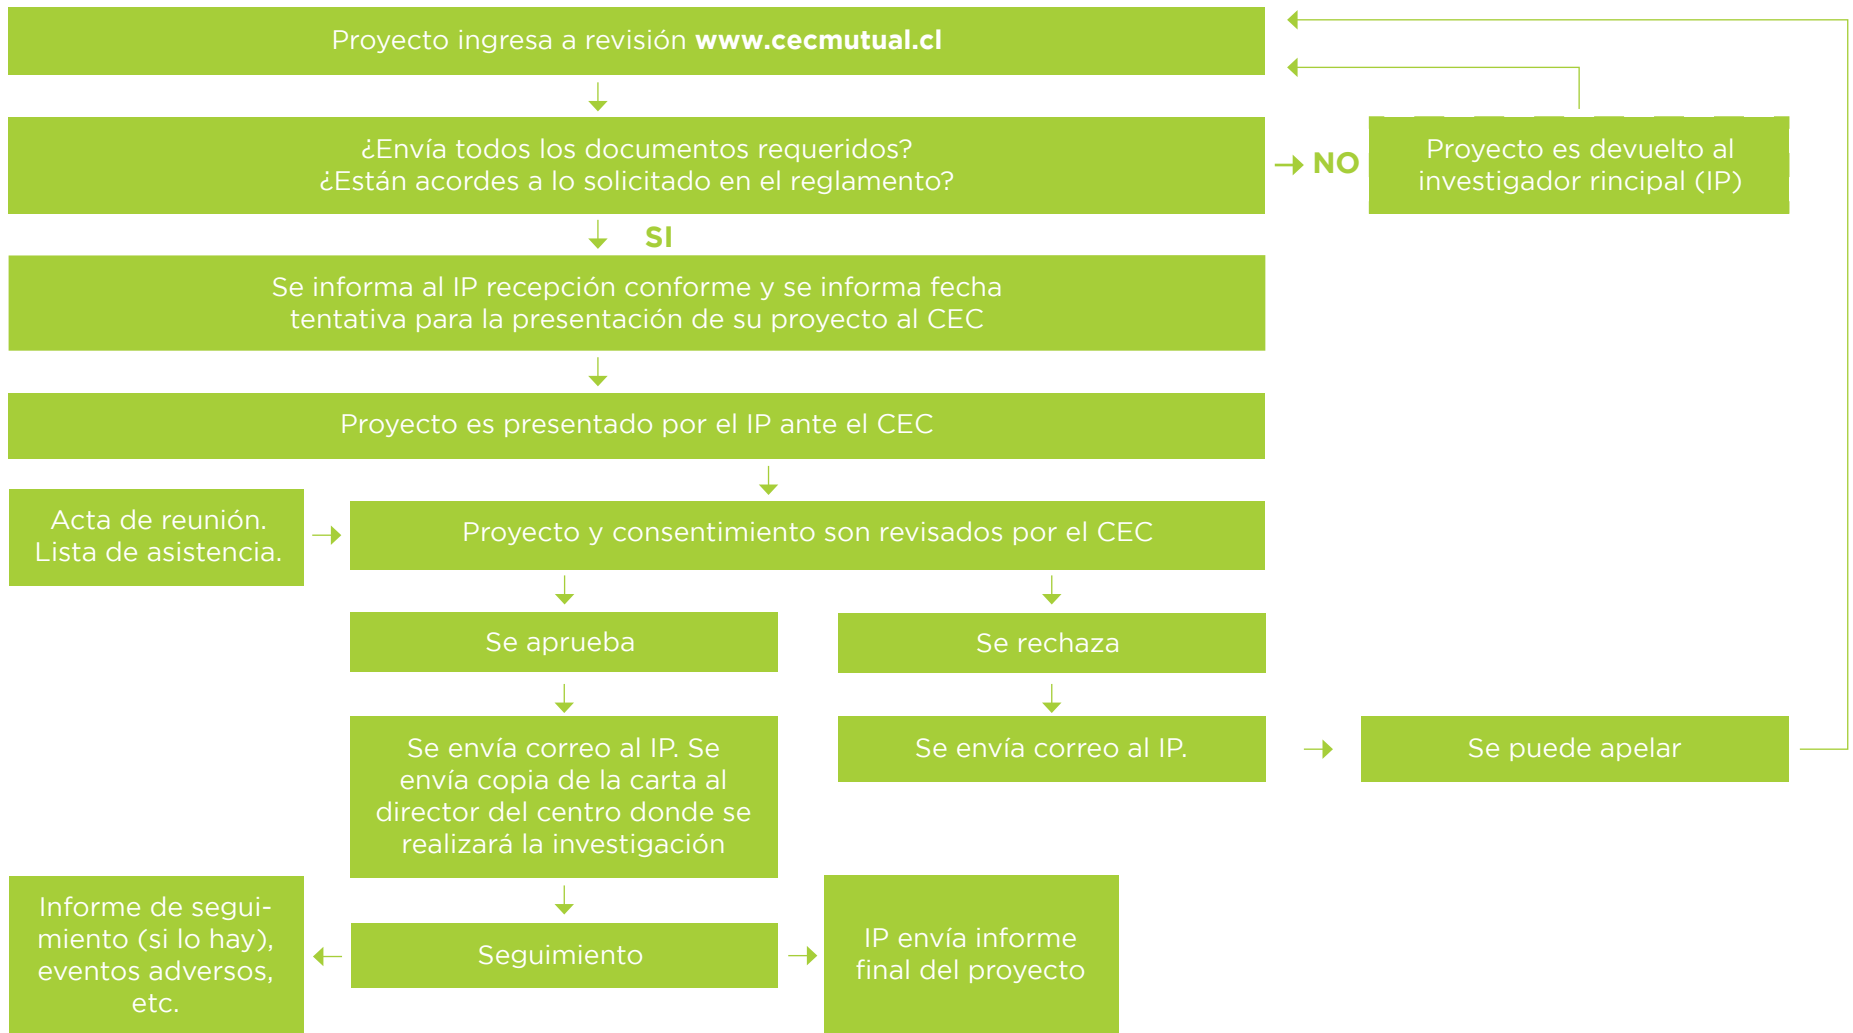 Proyecto ingresa a revisión www.cecmutual.cl
¿Envía todos los documentos requeridos?
¿Están acordes a lo solicitado en el reglamento?
NO
Proyecto es devuelto al
investigador rincipal (IP)
SI
Se informa al IP recepción conforme y se informa fecha
tentativa para la presentación de su proyecto al CEC
Proyecto es presentado por el IP ante el CEC
Acta de reunión.
Lista de asistencia.
Proyecto y consentimiento son revisados por el CEC
Se aprueba
Se rechaza
Se envía correo al IP. Se
envía copia de la carta al
director del centro donde se
realizará la investigación
Se envía correo al IP.
Se puede apelar
Informe de segui-
miento (si lo hay),
eventos adversos,
etc.
Seguimiento
IP envía informe
final del proyecto